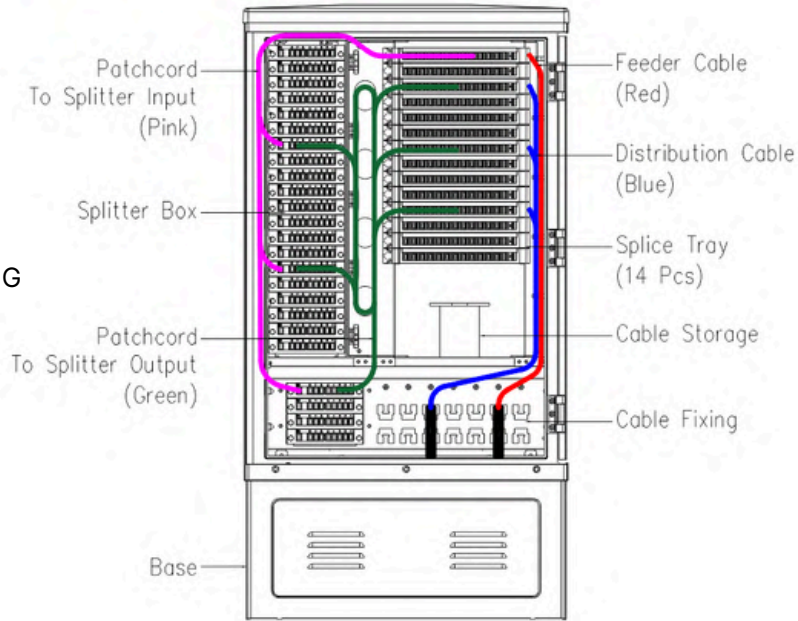 Patchcord
To Splitter Input
(Pink)
Splitter Box
G
Patchcord
To Splitter Output
(Green)
Base
Feeder Cable
(Red)
Distribution Cable
(Blue)
Splice Tray
(14 Pcs)
Cable Storage
Cable Fixing